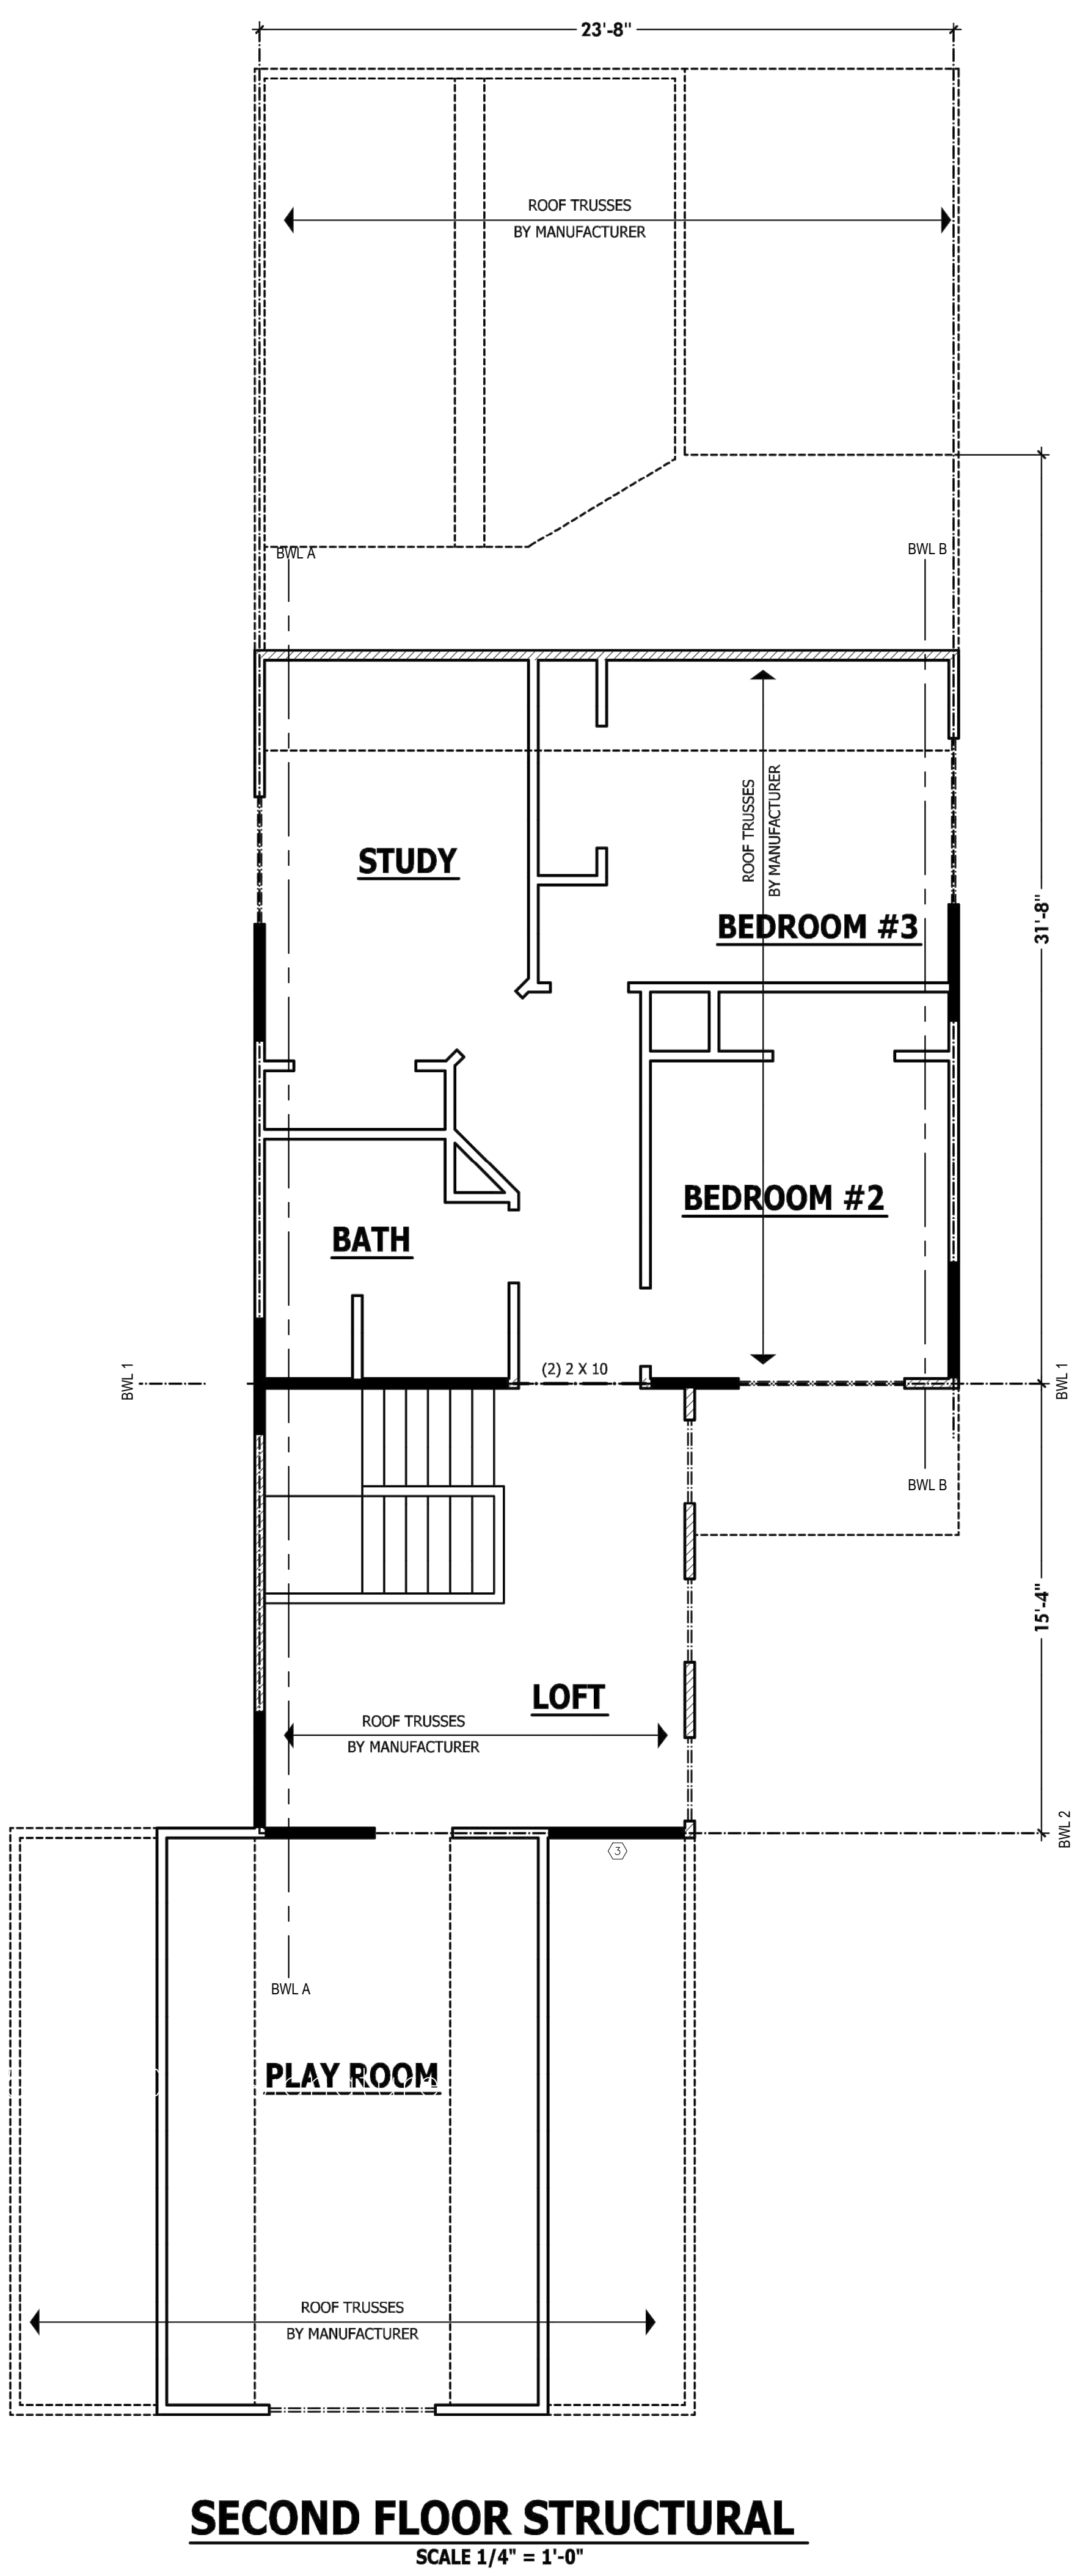 23'-8"
ROOF TRUSSES
BY MANUFACTURER
BWL A
BWL B
STUDY
ROOF TRUSSES
BY MANUFACTURER
BEDROOM #3
31'-8"
BEDROOM #2
BATH
(2) 2 X 10
BWL 1
BWL 1
BWL B
15'-4"
LOFT
ROOF TRUSSES
BY MANUFACTURER
BWL 2
3
BWL A
PLAY ROOM
ROOF TRUSSES
BY MANUFACTURER
SECOND FLOOR STRUCTURAL
SCALE 1/4" = 1'-0"